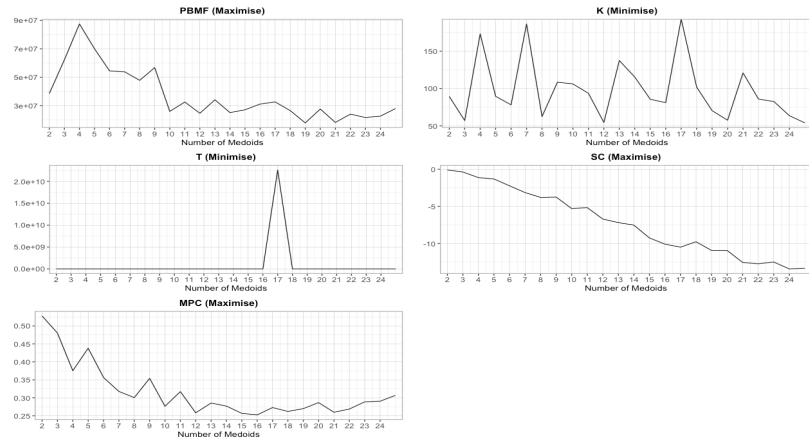 PBMF (Maximise)
9e+07
7e+07
5e+07
3e+07
2 3 4 5 6 7 8 9 10 11 12 13 14 15 16 17 18 19 20 21 22 23 24
Number of Medoids
K (Minimise)
150
100
50
2 3 4 5 6 7 8 9 10 11 12 13 14 15 16 17 18 19 20 21 22 23 24
Number of Medoids
T (Minimise)
2.0e+10
1.5e+10
1.0e+10
5.0e+09
0.0e+00
2 3 4 5 6 7 8 9 10 11 12 13 14 15 16 17 18 19 20 21 22 23 24
Number of Medoids
SC (Maximise)
0
-5
-10
2 3 4 5 6 7 8 9 10 11 12 13 14 15 16 17 18 19 20 21 22 23 24
Number of Medoids
MPC (Maximise)
0.50
0.45
0.40
0.35
0.30
0.25
2 3 4 5 6 7 8 9 10 11 12 13 14 15 16 17 18 19 20 21 22 23 24
Number of Medoids